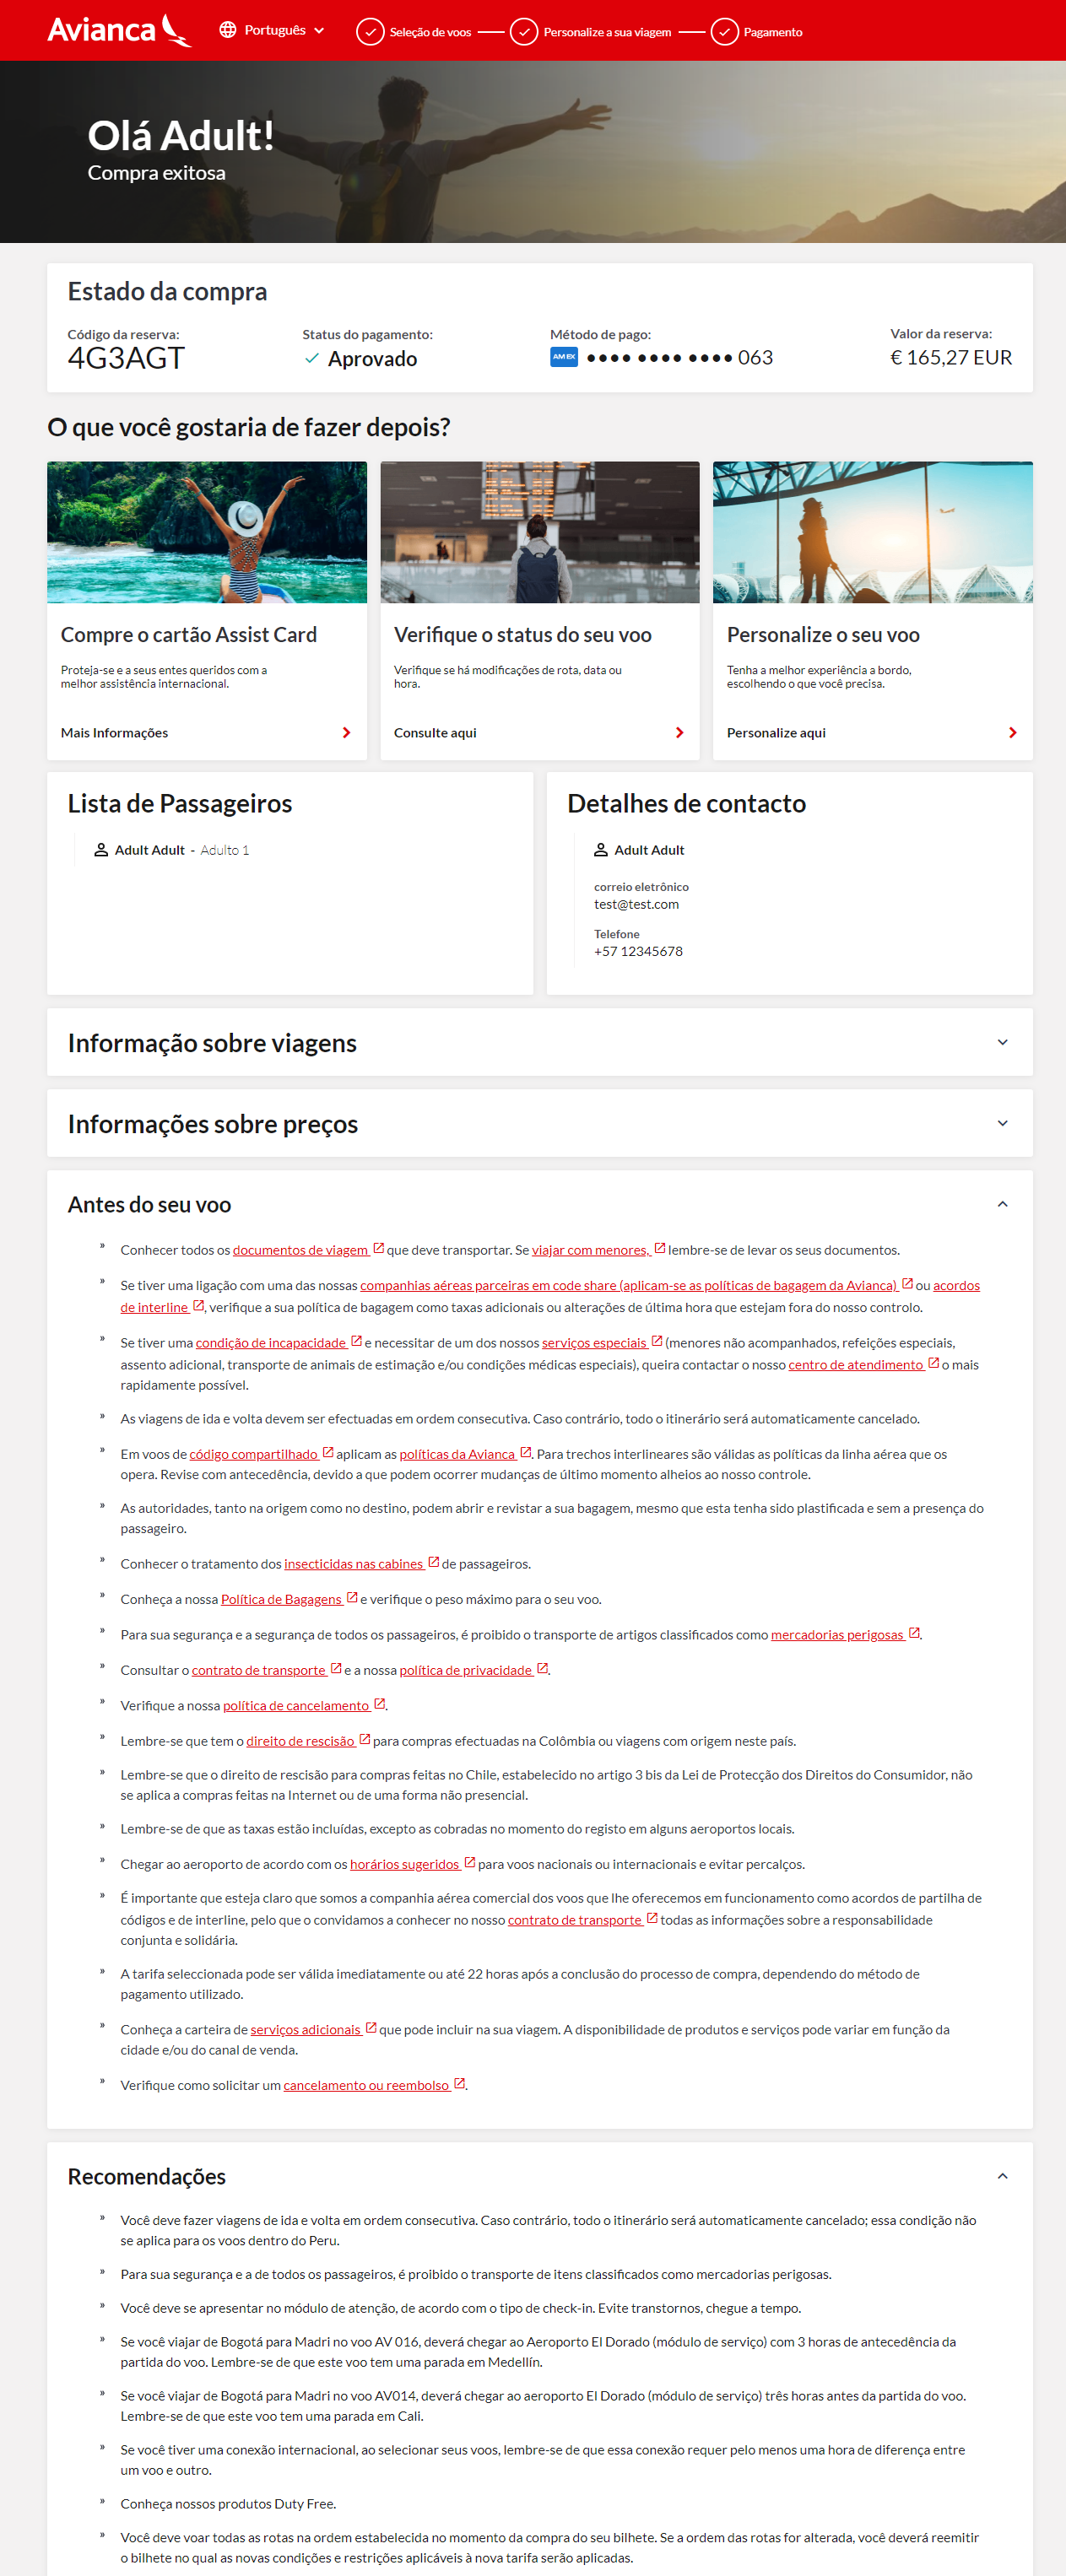 Avianca
Português
Seleção de voos
Personalize a sua viagem
Pagamento
Olá Adult!
Compra exitosa
Estado da compra
Código da reserva:
4G3AGT
Status do pagamento:
Aprovado
Método de pago:
AMEX •••• •••• •••• 063
Valor da reserva:
€ 165,27 EUR
O que você gostaria de fazer depois?
Compre o cartão Assist Card
Proteja-se e a seus entes queridos com a
melhor assistência internacional.
Mais Informações
Verifique o status do seu voo
Verifique se há modificações de rota, data ou
hora.
Consulte aqui
Personalize o seu voo
Tenha a melhor experiência a bordo,
escolhendo o que você precisa.
Personalize aqui
Lista de Passageiros
Adult Adult - Adulto 1
Detalhes de contacto
Adult Adult
correio eletrônico
test@test.com
Telefone
+57 12345678
Informação sobre viagens
Informações sobre preços
Antes do seu voo
» Conhecer todos os documentos de viagem que deve transportar. Se viajar com menores, lembre-se de levar os seus documentos.
» Se tiver uma ligação com uma das nossas companhias aéreas parceiras em code share (aplicam-se as políticas de bagagem da Avianca) ou acordos
de interline , verifique a sua política de bagagem como taxas adicionais ou alterações de última hora que estejam fora do nosso controlo.
» Se tiver uma condição de incapacidade e necessitar de um dos nossos serviços especiais (menores não acompanhados, refeições especiais,
assento adicional, transporte de animais de estimação e/ou condições médicas especiais), queira contactar o nosso centro de atendimento o mais
rapidamente possível.
» As viagens de ida e volta devem ser efectuadas em ordem consecutiva. Caso contrário, todo o itinerário será automaticamente cancelado.
» Em voos de código compartilhado aplicam as políticas da Avianca . Para trechos interlineares são válidas as políticas da linha aérea que os
opera. Revise com antecedência, devido a que podem ocorrer mudanças de último momento alheios ao nosso controle.
» As autoridades, tanto na origem como no destino, podem abrir e revistar a sua bagagem, mesmo que esta tenha sido plastificada e sem a presença do
passageiro.
» Conhecer o tratamento dos insecticidas nas cabines de passageiros.
» Conheça a nossa Política de Bagagens e verifique o peso máximo para o seu voo.
» Para sua segurança e a segurança de todos os passageiros, é proibido o transporte de artigos classificados como mercadorias perigosas .
» Consultar o contrato de transporte e a nossa política de privacidade .
» Verifique a nossa política de cancelamento .
» Lembre-se que tem o direito de rescisão para compras efectuadas na Colômbia ou viagens com origem neste país.
» Lembre-se que o direito de rescisão para compras feitas no Chile, estabelecido no artigo 3 bis da Lei de Protecção dos Direitos do Consumidor, não
se aplica a compras feitas na Internet ou de uma forma não presencial.
» Lembre-se de que as taxas estão incluídas, excepto as cobradas no momento do registo em alguns aeroportos locais.
» Chegar ao aeroporto de acordo com os horários sugeridos para voos nacionais ou internacionais e evitar percalços.
» É importante que esteja claro que somos a companhia aérea comercial dos voos que lhe oferecemos em funcionamento como acordos de partilha de
códigos e de interline, pelo que o convidamos a conhecer no nosso contrato de transporte todas as informações sobre a responsabilidade
conjunta e solidária.
» A tarifa seleccionada pode ser válida imediatamente ou até 22 horas após a conclusão do processo de compra, dependendo do método de
pagamento utilizado.
» Conheça a carteira de serviços adicionais que pode incluir na sua viagem. A disponibilidade de produtos e serviços pode variar em função da
cidade e/ou do canal de venda.
» Verifique como solicitar um cancelamento ou reembolso .
Recomendações
» Você deve fazer viagens de ida e volta em ordem consecutiva. Caso contrário, todo o itinerário será automaticamente cancelado; essa condição não
se aplica para os voos dentro do Peru.
» Para sua segurança e a de todos os passageiros, é proibido o transporte de itens classificados como mercadorias perigosas.
» Você deve se apresentar no módulo de atenção, de acordo com o tipo de check-in. Evite transtornos, chegue a tempo.
» Se você viajar de Bogotá para Madri no voo AV 016, deverá chegar ao Aeroporto El Dorado (módulo de serviço) com 3 horas de antecedência da
partida do voo. Lembre-se de que este voo tem uma parada em Medellín.
» Se você viajar de Bogotá para Madri no voo AV014, deverá chegar ao aeroporto El Dorado (módulo de serviço) três horas antes da partida do voo.
Lembre-se de que este voo tem uma parada em Cali.
» Se você tiver uma conexão internacional, ao selecionar seus voos, lembre-se de que essa conexão requer pelo menos uma hora de diferença entre
um voo e outro.
» Conheça nossos produtos Duty Free.
» Você deve voar todas as rotas na ordem estabelecida no momento da compra do seu bilhete. Se a ordem das rotas for alterada, você deverá reemitir
o bilhete no qual as novas condições e restrições aplicáveis à nova tarifa serão aplicadas.